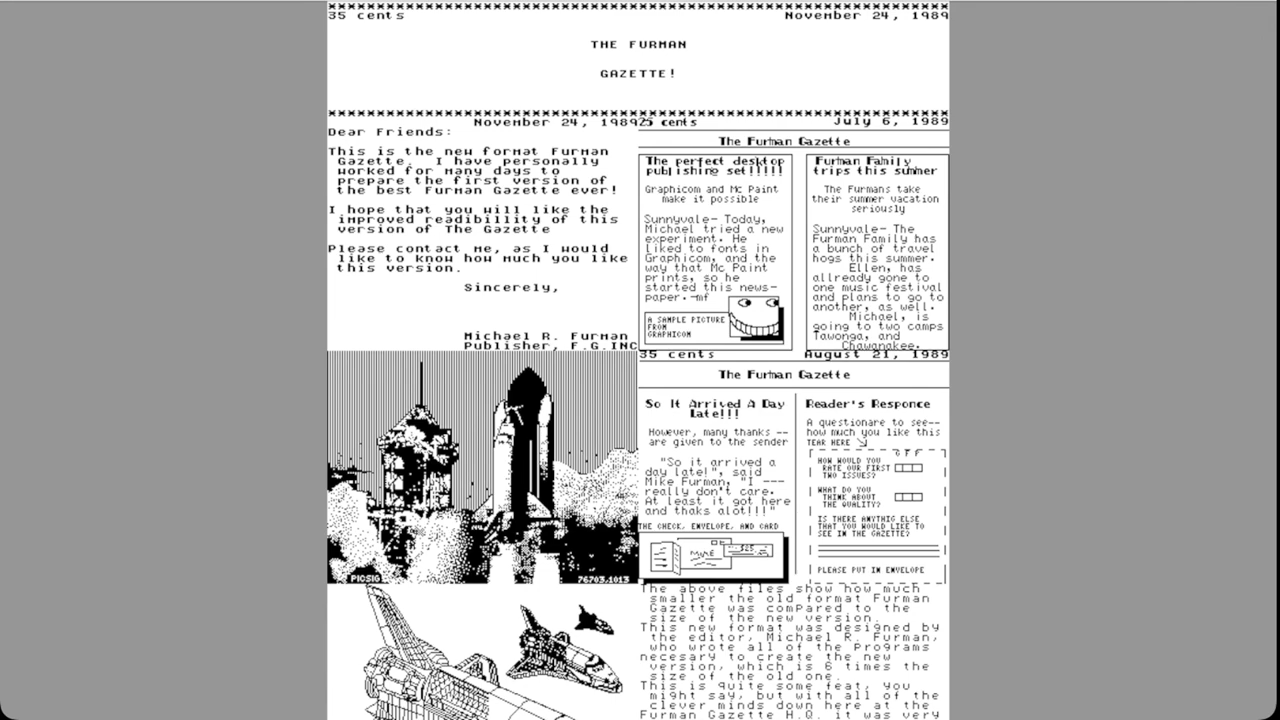 35 cents
November 24, 1989
THE FURMAN
GAZETTE!
November 24, 1989
Dear Friends:
This is the new format Furman
Gazette. I have personally
worked for many days to
prepare the first version of
the best Furman Gazette ever!
I hope that you will like the
improved readibillity of this
version of The Gazette
Please contact me, as I would
like to know how much you like
this version.
Sincerely,
Michael R. Furman
Publisher, F.G.INC
25 cents
July 6, 1989
The Furman Gazette
The perfect desktop
publishing set!!!!!
Graphicom and Mc Paint
make it possible
Sunnyvale- Today,
Michael tried a new
experiment. He
liked to fonts in
Graphicom, and the
way that Mc Paint
prints, so he
started this news-
paper.-mf
A SAMPLE PICTURE
FROM
GRAPHICOM
Furman Family
trips this summer
The Furmans take
their summer vacation
seriously
Sunnyvale- The
Furman Family has
a bunch of travel
hogs this summer.
Ellen, has
allready gone to
one music festival
and plans to go to
another, as well.
Michael, is
going to two camps
Tawonga, and
Chawanakee.
35 cents
August 21, 1989
The Furman Gazette
So It Arrived A Day
Late!!!
However, many thanks --
are given to the sender
"So it arrived a
day late!", said
Mike Furman, "I ---
really don't care.
At least it got here
and thaks alot!!!"
THE CHECK, ENVELOPE, AND CARD
MIKE
$25
Reader's Responce
A questionare to see--
how much you like this
TEAR HERE
G F P
HOW WOULD YOU
RATE OUR FIRST
TWO ISSUES?
WHAT DO YOU
THINK ABOUT
THE QUALITY?
IS THERE ANYTHIG ELSE
THAT YOU WOULD LIKE TO
SEE IN THE GAZETTE?
PLEASE PUT IN ENVELOPE
PICSIG
76703,1013
The above files show how much
smaller the old format Furman
Gazette was compared to the
size of the new version.
This new format was designed by
the editor, Michael R. Furman,
who wrote all of the Programs
necesary to create the new
version, which is 6 times the
size of the old one.
This is quite some feat, you
might say, but with all of the
clever minds down here at the
Furman Gazette H.Q. it was very